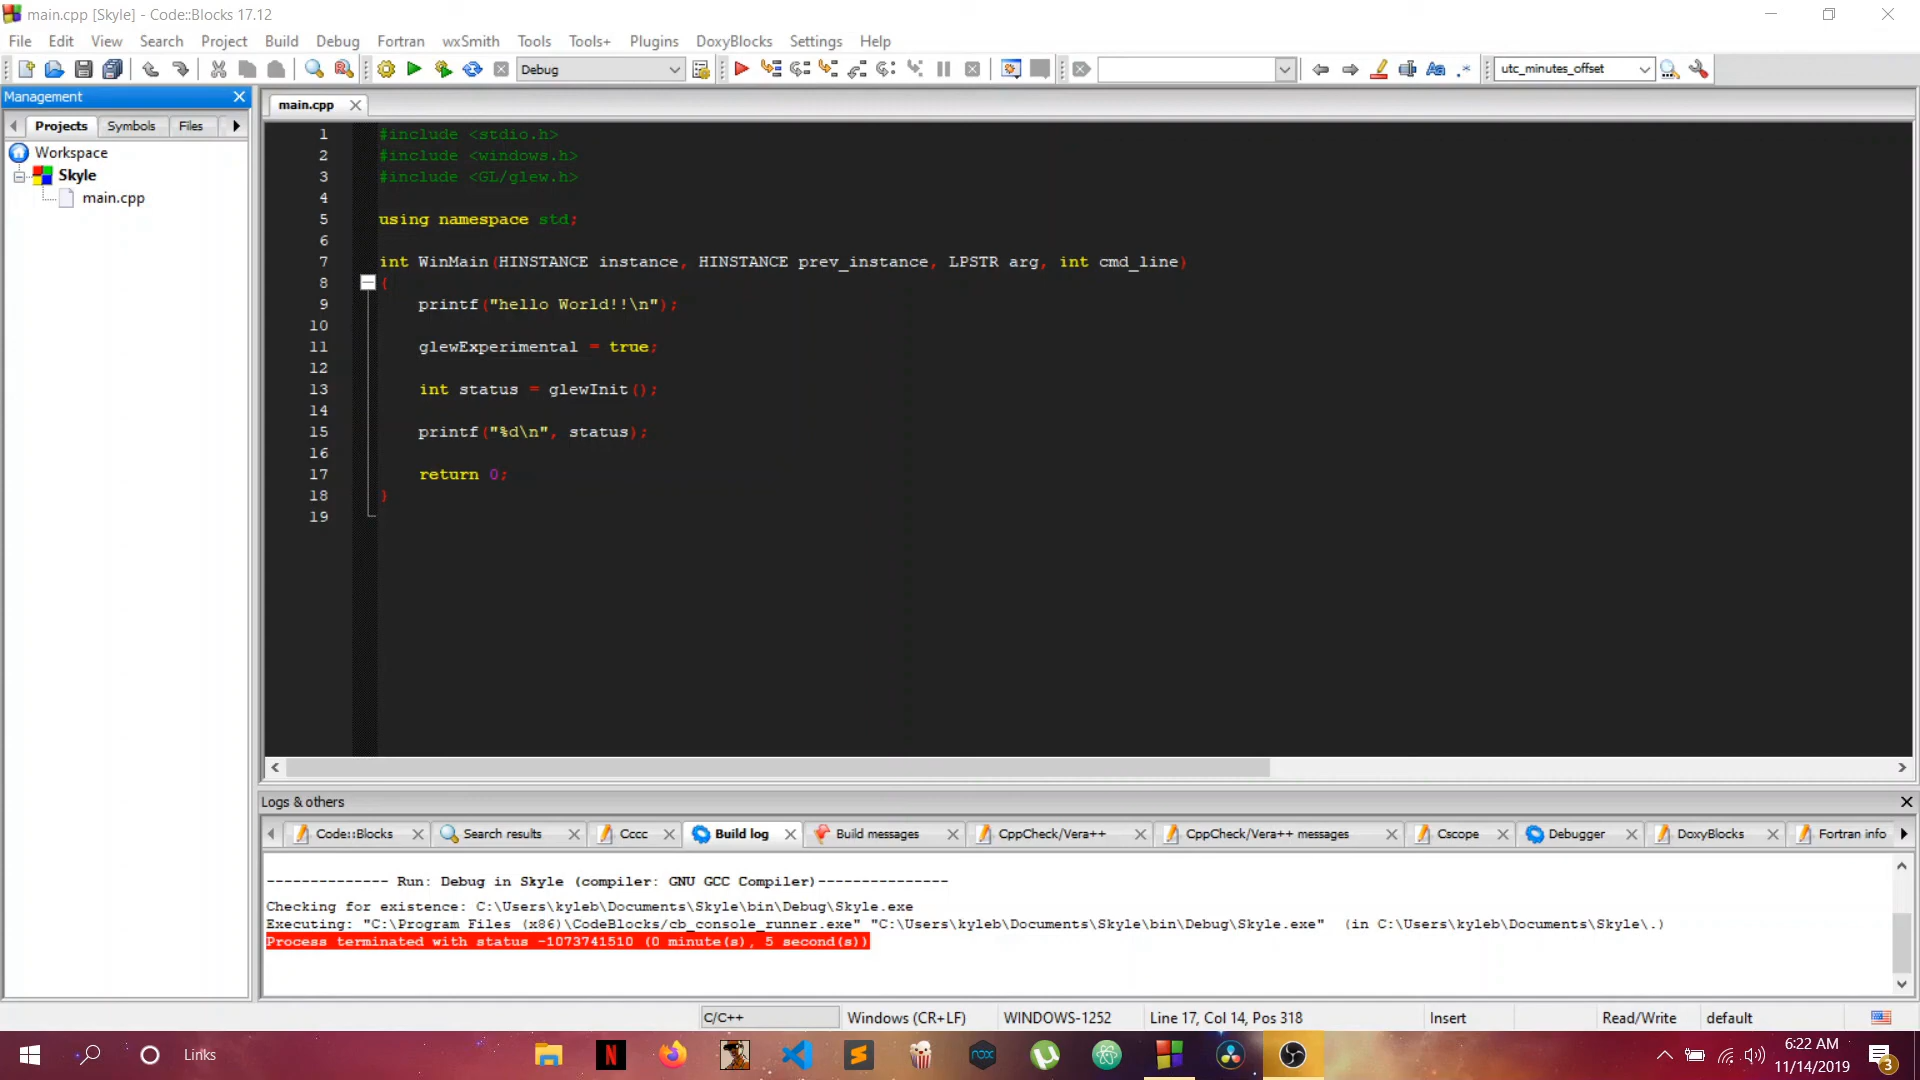 main.cpp [Skyle] - Code::Blocks 17.12
File Edit View Search Project Build Debug Fortran wxSmith Tools Tools+ Plugins DoxyBlocks Settings Help
Debug
utc_minutes_offset
Management
Projects Symbols Files
Workspace
Skyle
main.cpp
main.cpp
1 #include <stdio.h>
2 #include <windows.h>
3 #include <GL/glew.h>
4
5 using namespace std;
6
7 int WinMain(HINSTANCE instance, HINSTANCE prev_instance, LPSTR arg, int cmd_line)
8 {
9 printf("hello World!!\n");
10
11 glewExperimental = true;
12
13 int status = glewInit();
14
15 printf("%d\n", status);
16
17 return 0;
18 }
19
Logs & others
Code::Blocks Search results Cccc Build log Build messages CppCheck/Vera++ CppCheck/Vera++ messages Cscope Debugger DoxyBlocks Fortran info
-------------- Run: Debug in Skyle (compiler: GNU GCC Compiler)---------------
Checking for existence: C:\Users\kyleb\Documents\Skyle\bin\Debug\Skyle.exe
Executing: "C:\Program Files (x86)\CodeBlocks/cb_console_runner.exe" "C:\Users\kyleb\Documents\Skyle\bin\Debug\Skyle.exe" (in C:\Users\kyleb\Documents\Skyle\.)
Process terminated with status -1073741510 (0 minute(s), 5 second(s))
C/C++ Windows (CR+LF) WINDOWS-1252 Line 17, Col 14, Pos 318 Insert Read/Write default
Links
6:22 AM
11/14/2019
3